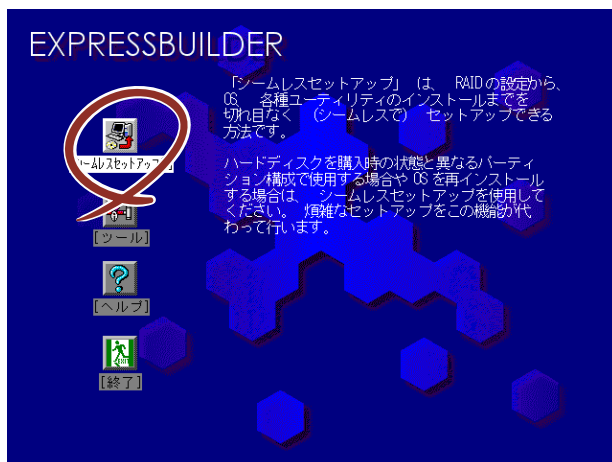 EXPRESSBUILDER
「シームレスセットアップ」 は、 RAIDの設定から、
OS、 各種ユーティリティのインストールまでを
切れ目なく (シームレスで) セットアップできる
方法です。
ハードディスクを購入時の状態と異なるパーティ
ション構成で使用する場合や OS を再インストール
する場合は、 シームレスセットアップを使用して
ください。 煩雑なセットアップをこの機能が代
わって行います。
ームレスセットアップ
[ツール]
[ヘルプ]
EXIT
[終了]